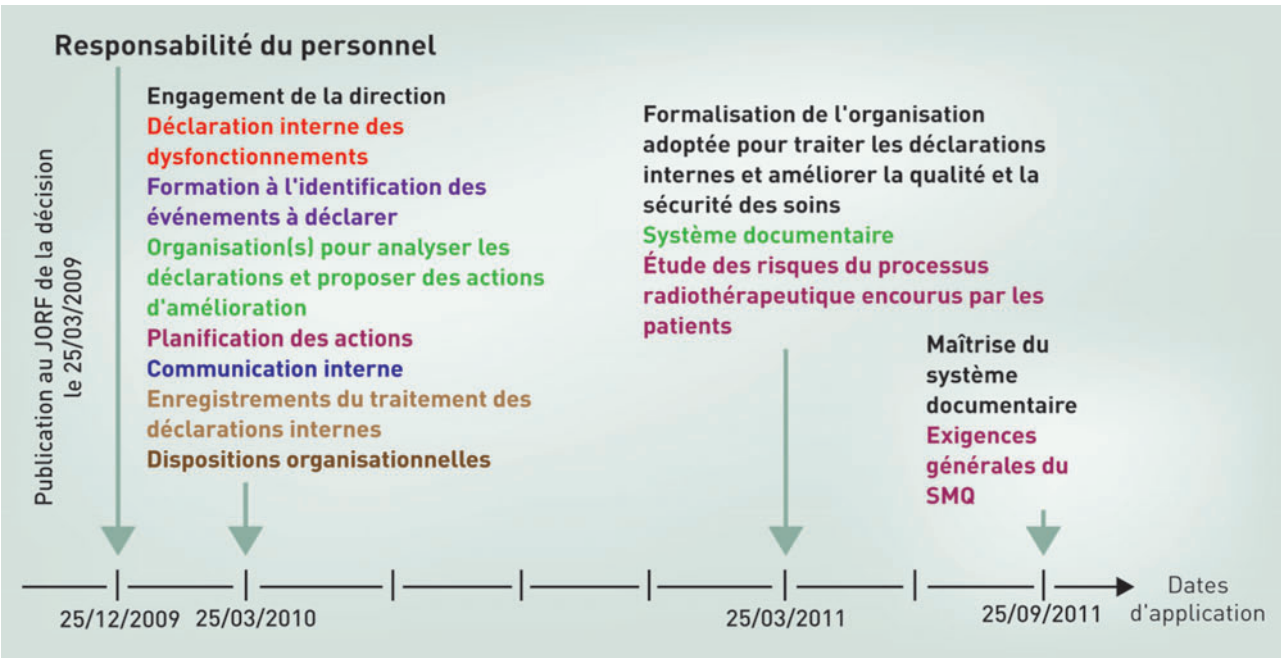 Responsabilité du personnel
Publication au JORF de la décision
le 25/03/2009
Engagement de la direction
Déclaration interne des
dysfonctionnements
Formation à l'identification des
événements à déclarer
Organisation(s) pour analyser les
déclarations et proposer des actions
d'amélioration
Planification des actions
Communication interne
Enregistrements du traitement des
déclarations internes
Dispositions organisationnelles
Formalisation de l'organisation
adoptée pour traiter les déclarations
internes et améliorer la qualité et la
sécurité des soins
Système documentaire
Étude des risques du processus
radiothérapeutique encourus par les
patients
Maîtrise du
système
documentaire
Exigences
générales du
SMQ
25/12/2009
25/03/2010
25/03/2011
25/09/2011
Dates
d'application